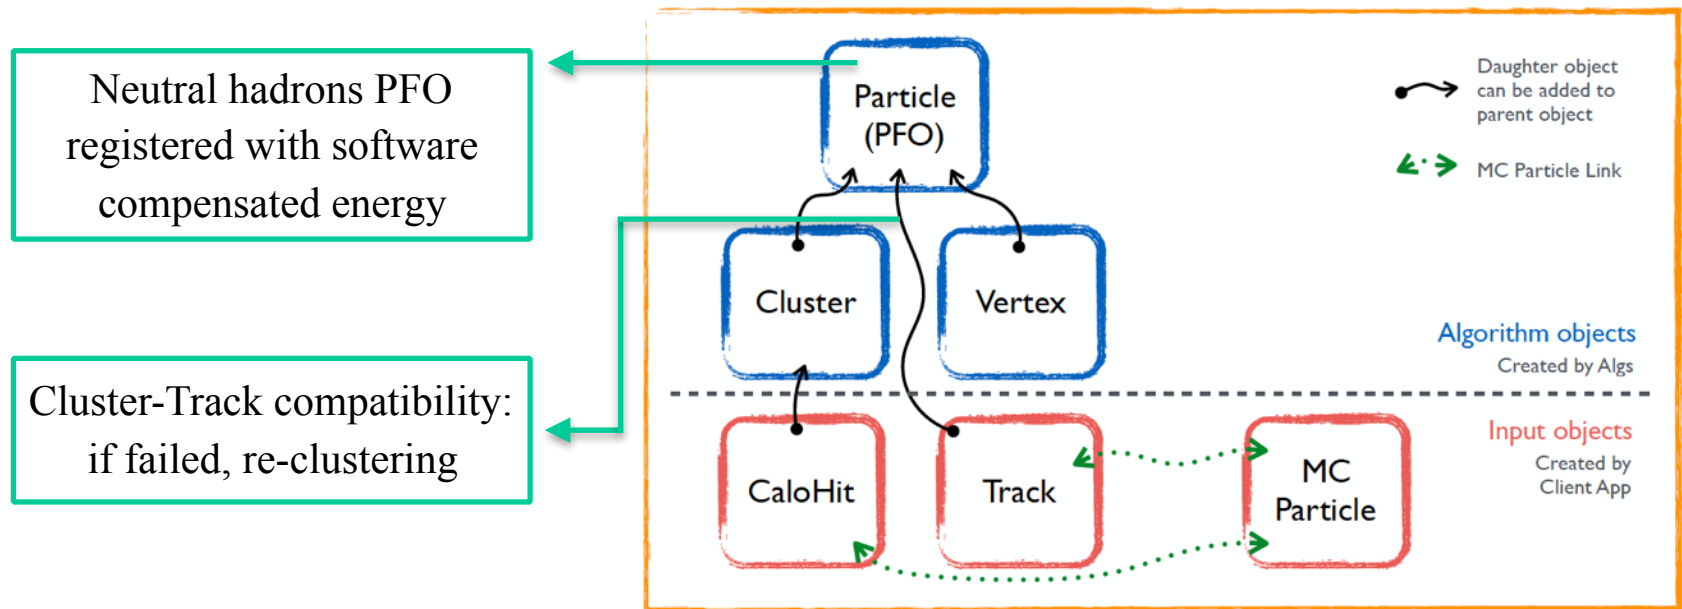 Neutral hadrons PFO
registered with software
compensated energy
Cluster-Track compatibility:
if failed, re-clustering
Particle
(PFO)
Cluster
Vertex
CaloHit
Track
MC
Particle
Daughter object
can be added to
parent object
MC Particle Link
Algorithm objects
Created by Algs
Input objects
Created by
Client App